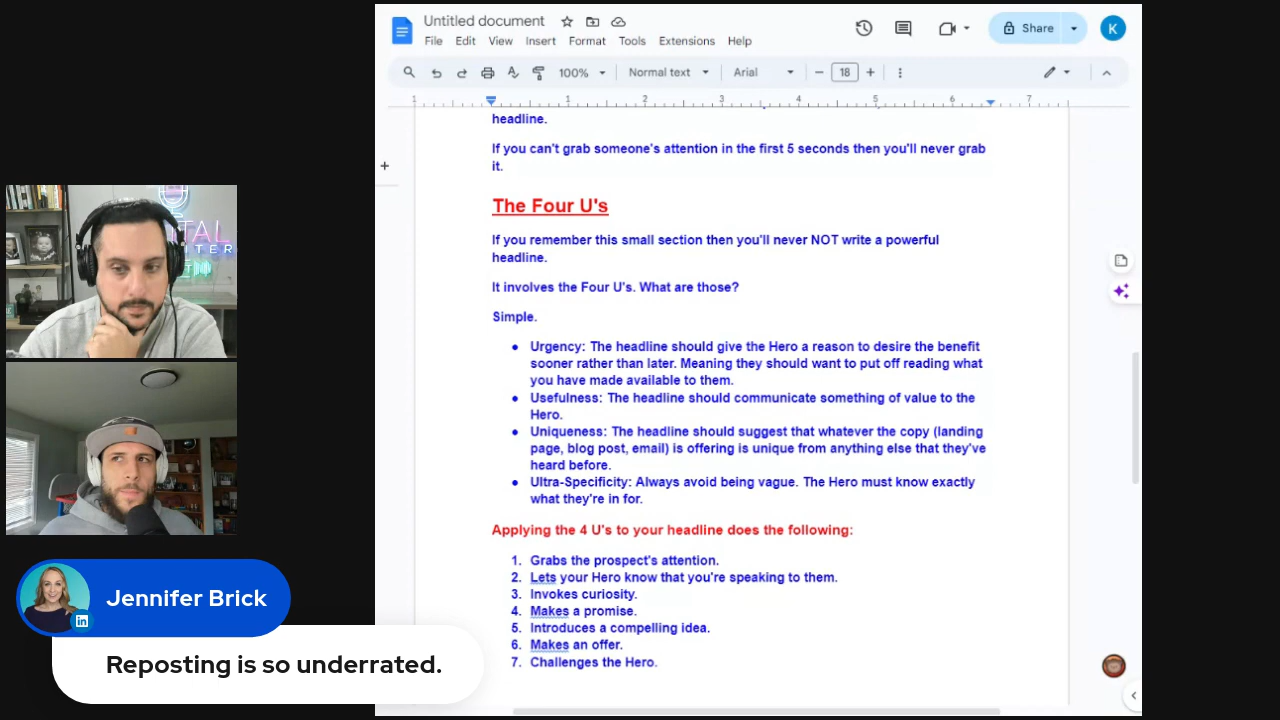 Untitled document
File Edit View Insert Format Tools Extensions Help
Share
K
100% Normal text Arial 18
1 1 2 3 4 5 6 7
headline.
If you can't grab someone's attention in the first 5 seconds then you'll never grab
it.
The Four U's
If you remember this small section then you'll never NOT write a powerful
headline.
It involves the Four U's. What are those?
Simple.
● Urgency: The headline should give the Hero a reason to desire the benefit
sooner rather than later. Meaning they should want to put off reading what
you have made available to them.
● Usefulness: The headline should communicate something of value to the
Hero.
● Uniqueness: The headline should suggest that whatever the copy (landing
page, blog post, email) is offering is unique from anything else that they've
heard before.
● Ultra-Specificity: Always avoid being vague. The Hero must know exactly
what they're in for.
Applying the 4 U's to your headline does the following:
1. Grabs the prospect's attention.
2. Lets your Hero know that you're speaking to them.
3. Invokes curiosity.
4. Makes a promise.
5. Introduces a compelling idea.
6. Makes an offer.
7. Challenges the Hero.
Jennifer Brick
in
Reposting is so underrated.